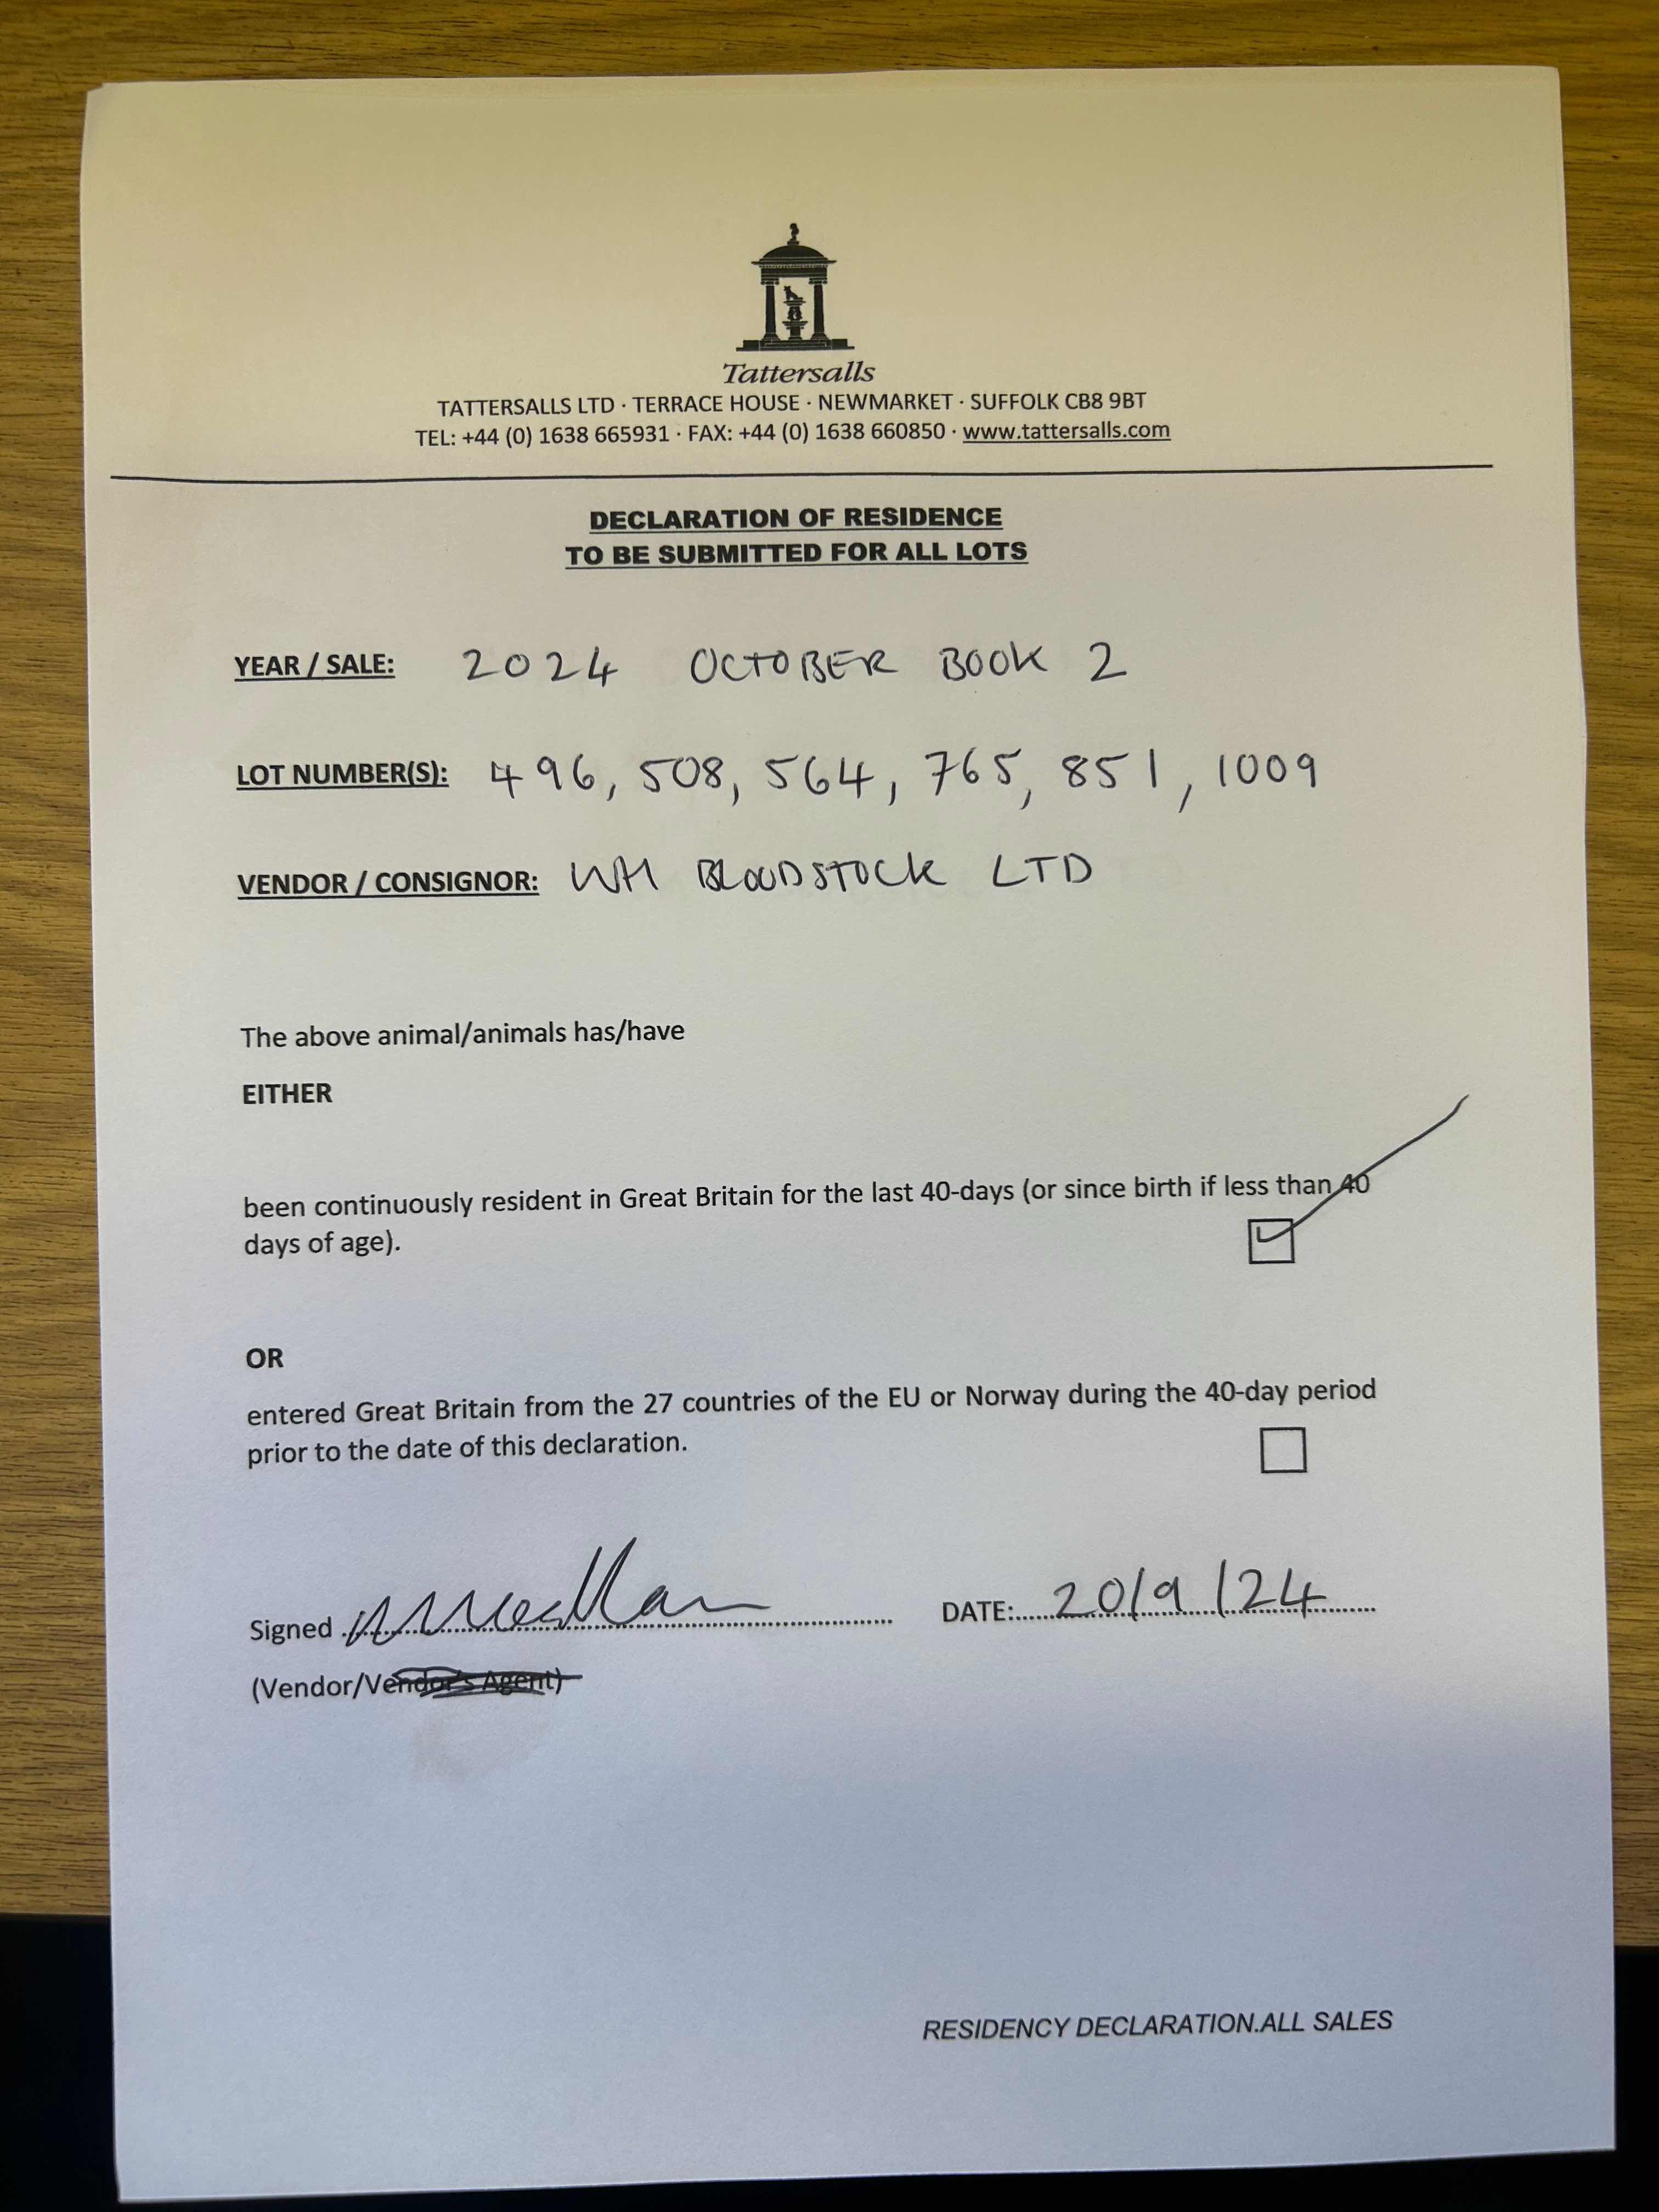 Tattersalls
TATTERSALLS LTD · TERRACE HOUSE · NEWMARKET · SUFFOLK CB8 9BT
TEL: +44 (0) 1638 665931 · FAX: +44 (0) 1638 660850 · www.tattersalls.com
DECLARATION OF RESIDENCE
TO BE SUBMITTED FOR ALL LOTS
YEAR / SALE: 2024 OCTOBER BOOK 2
LOT NUMBER(S): 496, 508, 564, 765, 851, 1009
VENDOR / CONSIGNOR: WH BLOODSTOCK LTD
The above animal/animals has/have
EITHER
been continuously resident in Great Britain for the last 40-days (or since birth if less than 40
days of age).
OR
entered Great Britain from the 27 countries of the EU or Norway during the 40-day period
prior to the date of this declaration.
Signed DATE: 20/9/24
(Vendor/Vendor's Agent)
RESIDENCY DECLARATION.ALL SALES